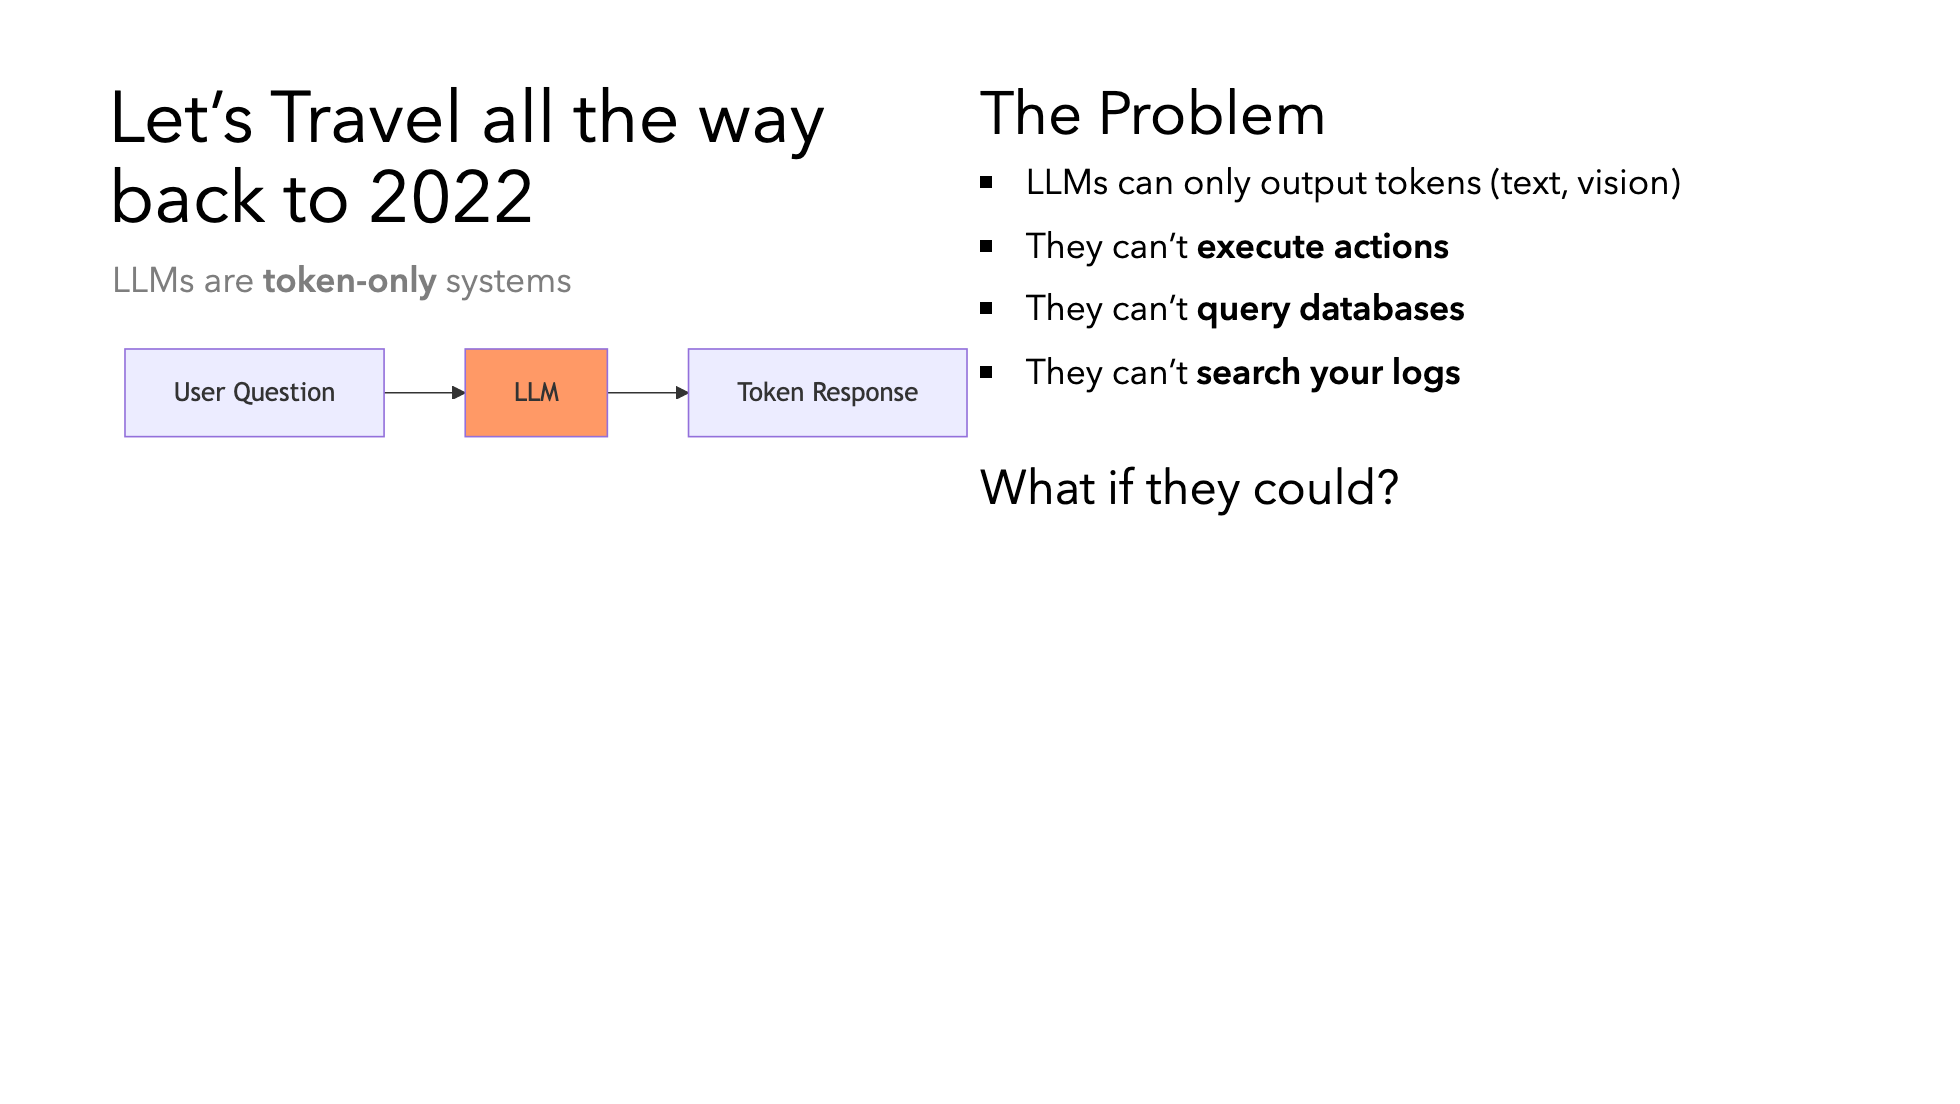 Let’s Travel all the way
back to 2022
LLMs are token-only systems
User Question
LLM
Token Response
The Problem
LLMs can only output tokens (text, vision)
They can’t execute actions
They can’t query databases
They can’t search your logs
What if they could?